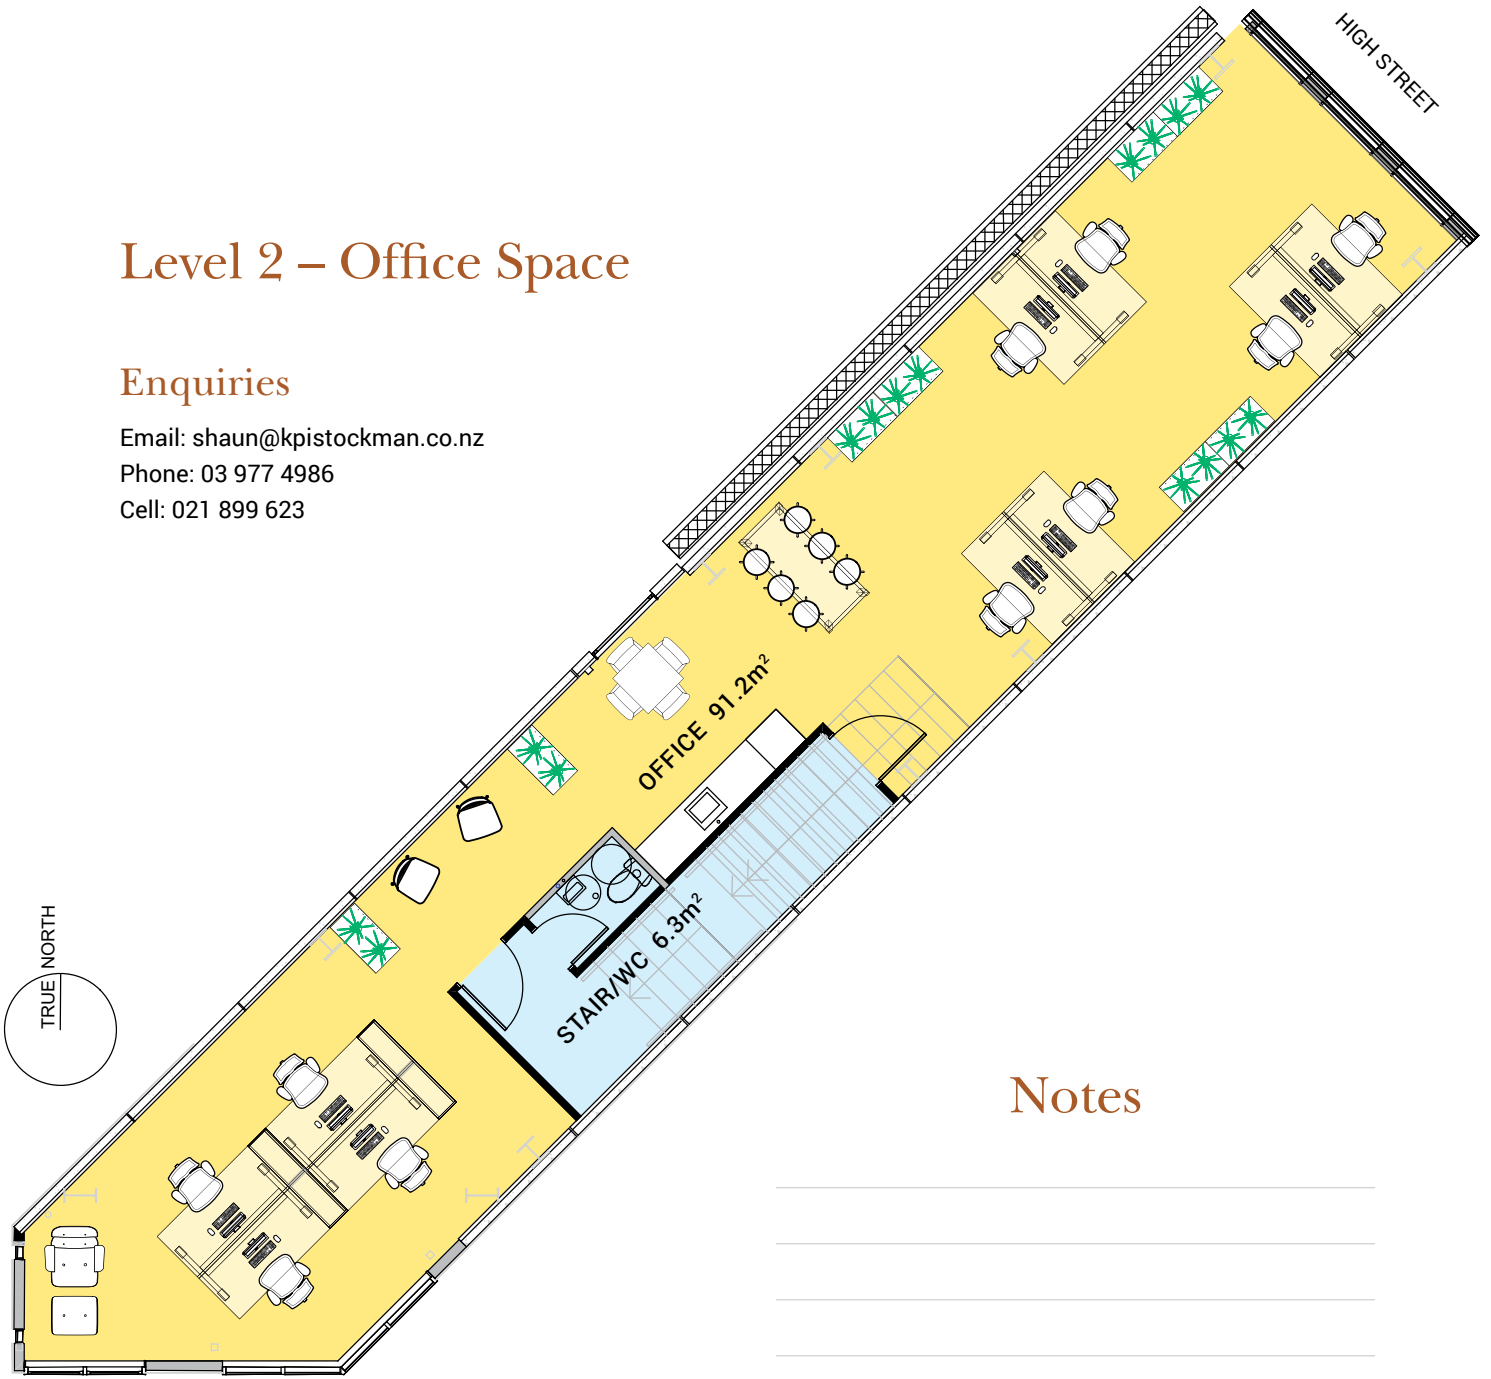 HIGH STREET
Level 2 – Office Space
Enquiries
Email: shaun@kpistockman.co.nz
Phone: 03 977 4986
Cell: 021 899 623
OFFICE 91.2m²
STAIR/WC 6.3m²
TRUE NORTH
Notes